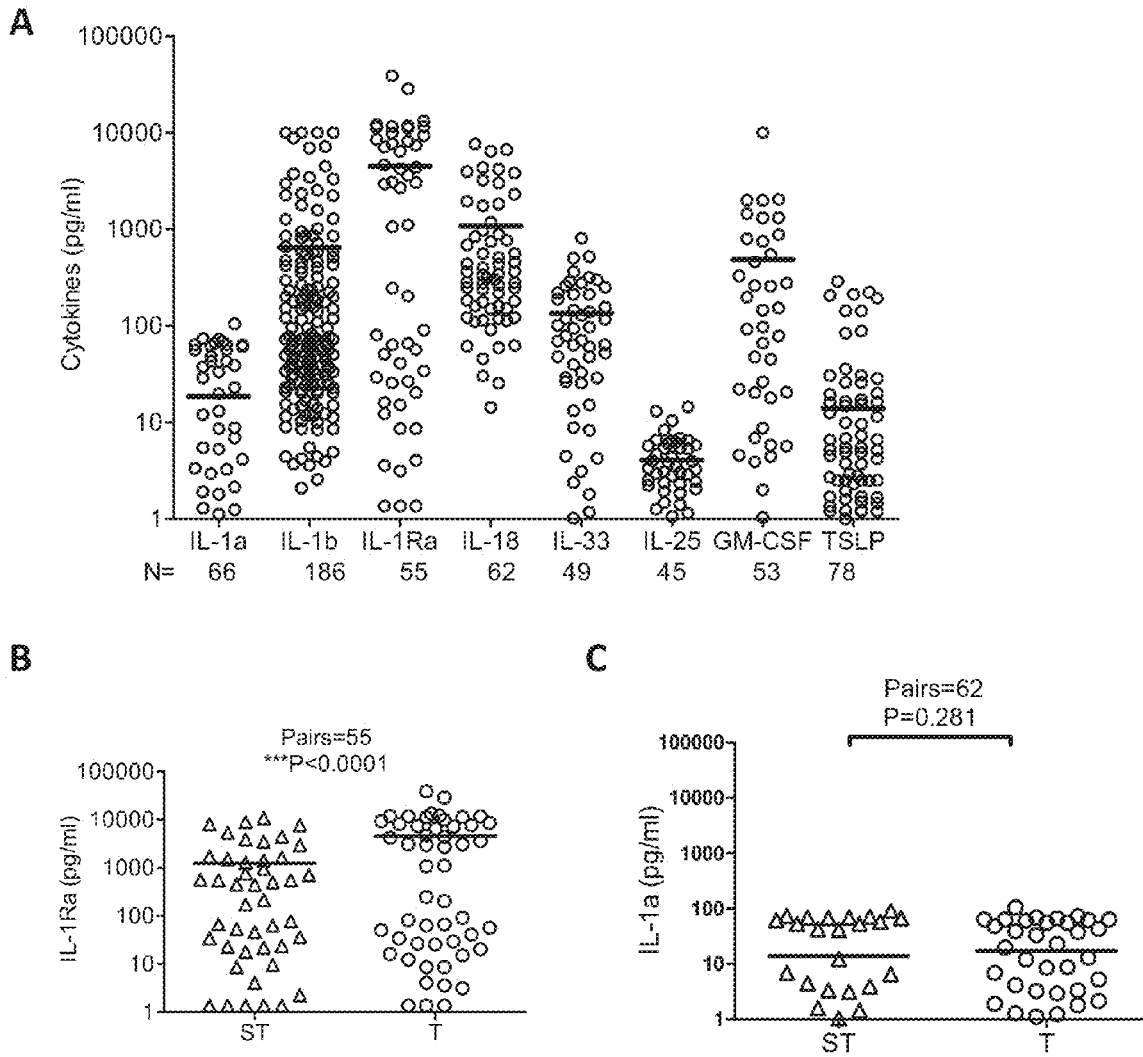 A
Cytokines (pg/ml)
100000
10000
1000
100
10
1
IL-1a IL-1b IL-1Ra IL-18 IL-33 IL-25 GM-CSF TSLP
N= 66 186 55 62 49 45 53 78
B
Pairs=55
***P<0.0001
IL-1Ra (pg/ml)
100000
10000
1000
100
10
1
ST T
C
Pairs=62
P=0.281
IL-1a (pg/ml)
100000
10000
1000
100
10
1
ST T